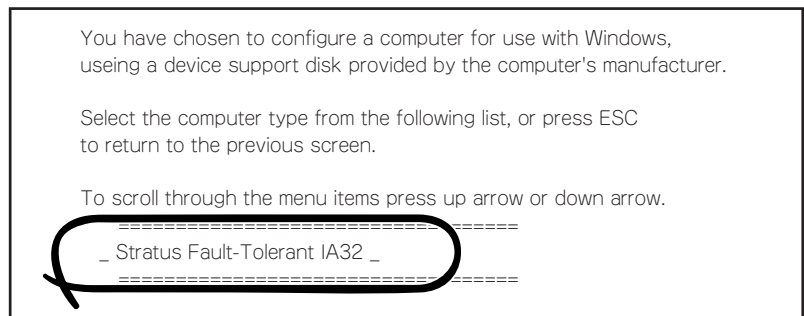 You have chosen to configure a computer for use with Windows,
useing a device support disk provided by the computer's manufacturer.
Select the computer type from the following list, or press ESC
to return to the previous screen.
To scroll through the menu items press up arrow or down arrow.
===================================
_ Stratus Fault-Tolerant IA32 _
===================================